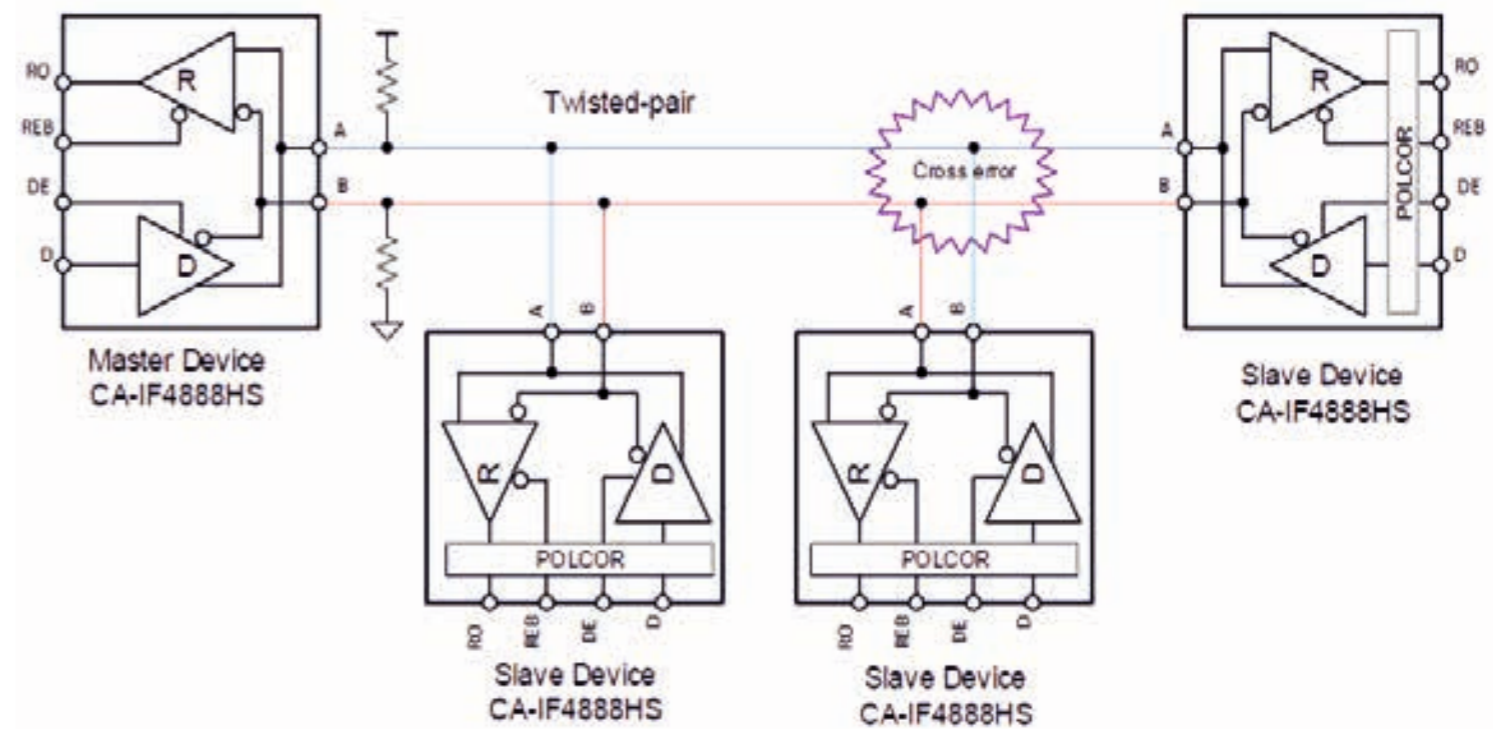 Twisted-pair
Cross error
RO
REB
DE
D
R
D
A
B
Master Device
CA-IF4888HS
A
B
R
D
POLCOR
RO
REB
DE
D
Slave Device
CA-IF4888HS
A
B
R
D
POLCOR
RO
REB
DE
D
Slave Device
CA-IF4888HS
A
B
R
D
POLCOR
RO
REB
DE
D
Slave Device
CA-IF4888HS